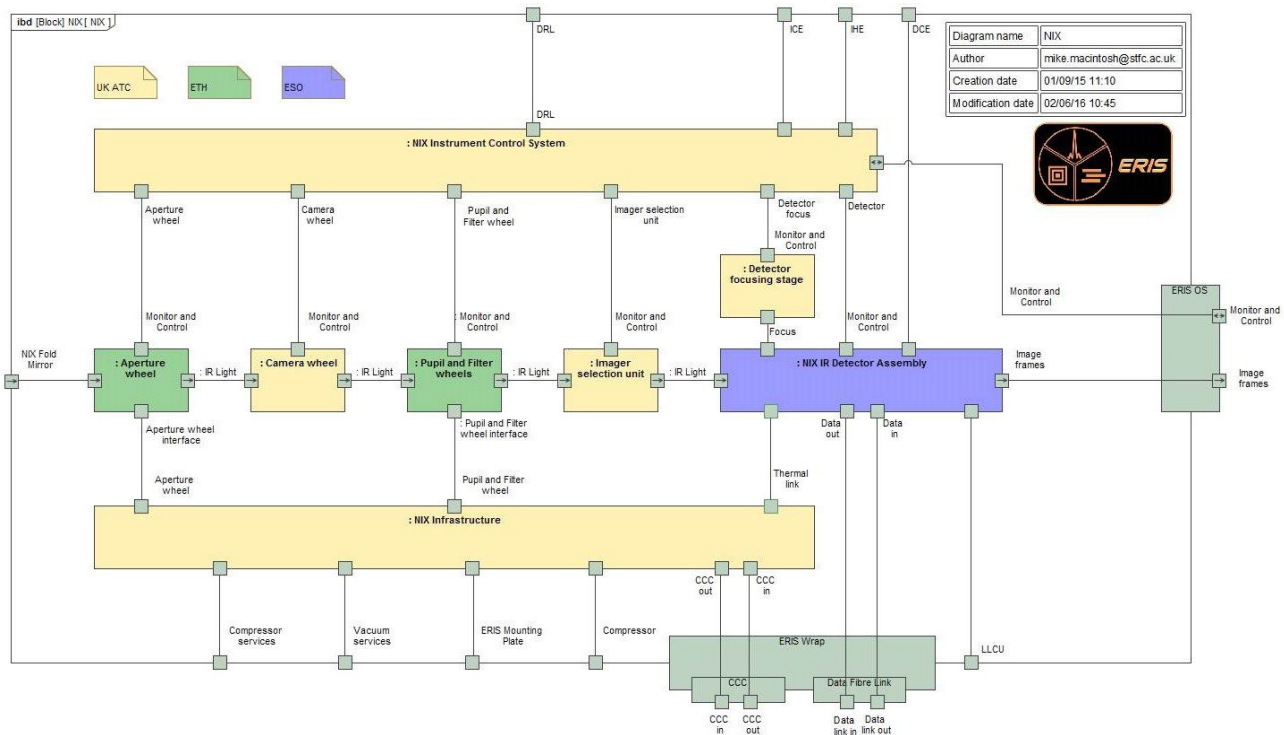 ibd [Block] NIX [ NIX ]
DRL
ICE
IHE
DCE
Diagram name NIX
Author mike.macintosh@stfc.ac.uk
Creation date 01/09/15 11:10
Modification date 02/06/16 10:45
UK ATC
ETH
ESO
ERIS
DRL
: NIX Instrument Control System
Aperture
wheel
Camera
wheel
Pupil and
Filter wheel
Imager selection
unit
Detector
focus
Detector
Monitor and
Control
: Detector
focusing stage
Focus
Monitor and
Control
ERIS OS
Monitor and
Control
Monitor and
Control
Monitor and
Control
: Monitor and
Control
Monitor and
Control
Monitor and
Control
NIX Fold
Mirror
: Aperture
wheel
: IR Light
: Camera wheel
: IR Light
: Pupil and Filter
wheels
: IR Light
: Imager
selection unit
: IR Light
: NIX IR Detector Assembly
Image
frames
Image
frames
Aperture wheel
interface
: Pupil and Filter
wheel interface
Data
out
Data
in
Aperture
wheel
Pupil and Filter
wheel
Thermal
link
: NIX Infrastructure
CCC
out
CCC
in
Compressor
services
Vacuum
services
ERIS Mounting
Plate
Compressor
ERIS Wrap
LLCU
CCC
Data Fibre Link
CCC
in
CCC
out
Data
link in
Data
link out